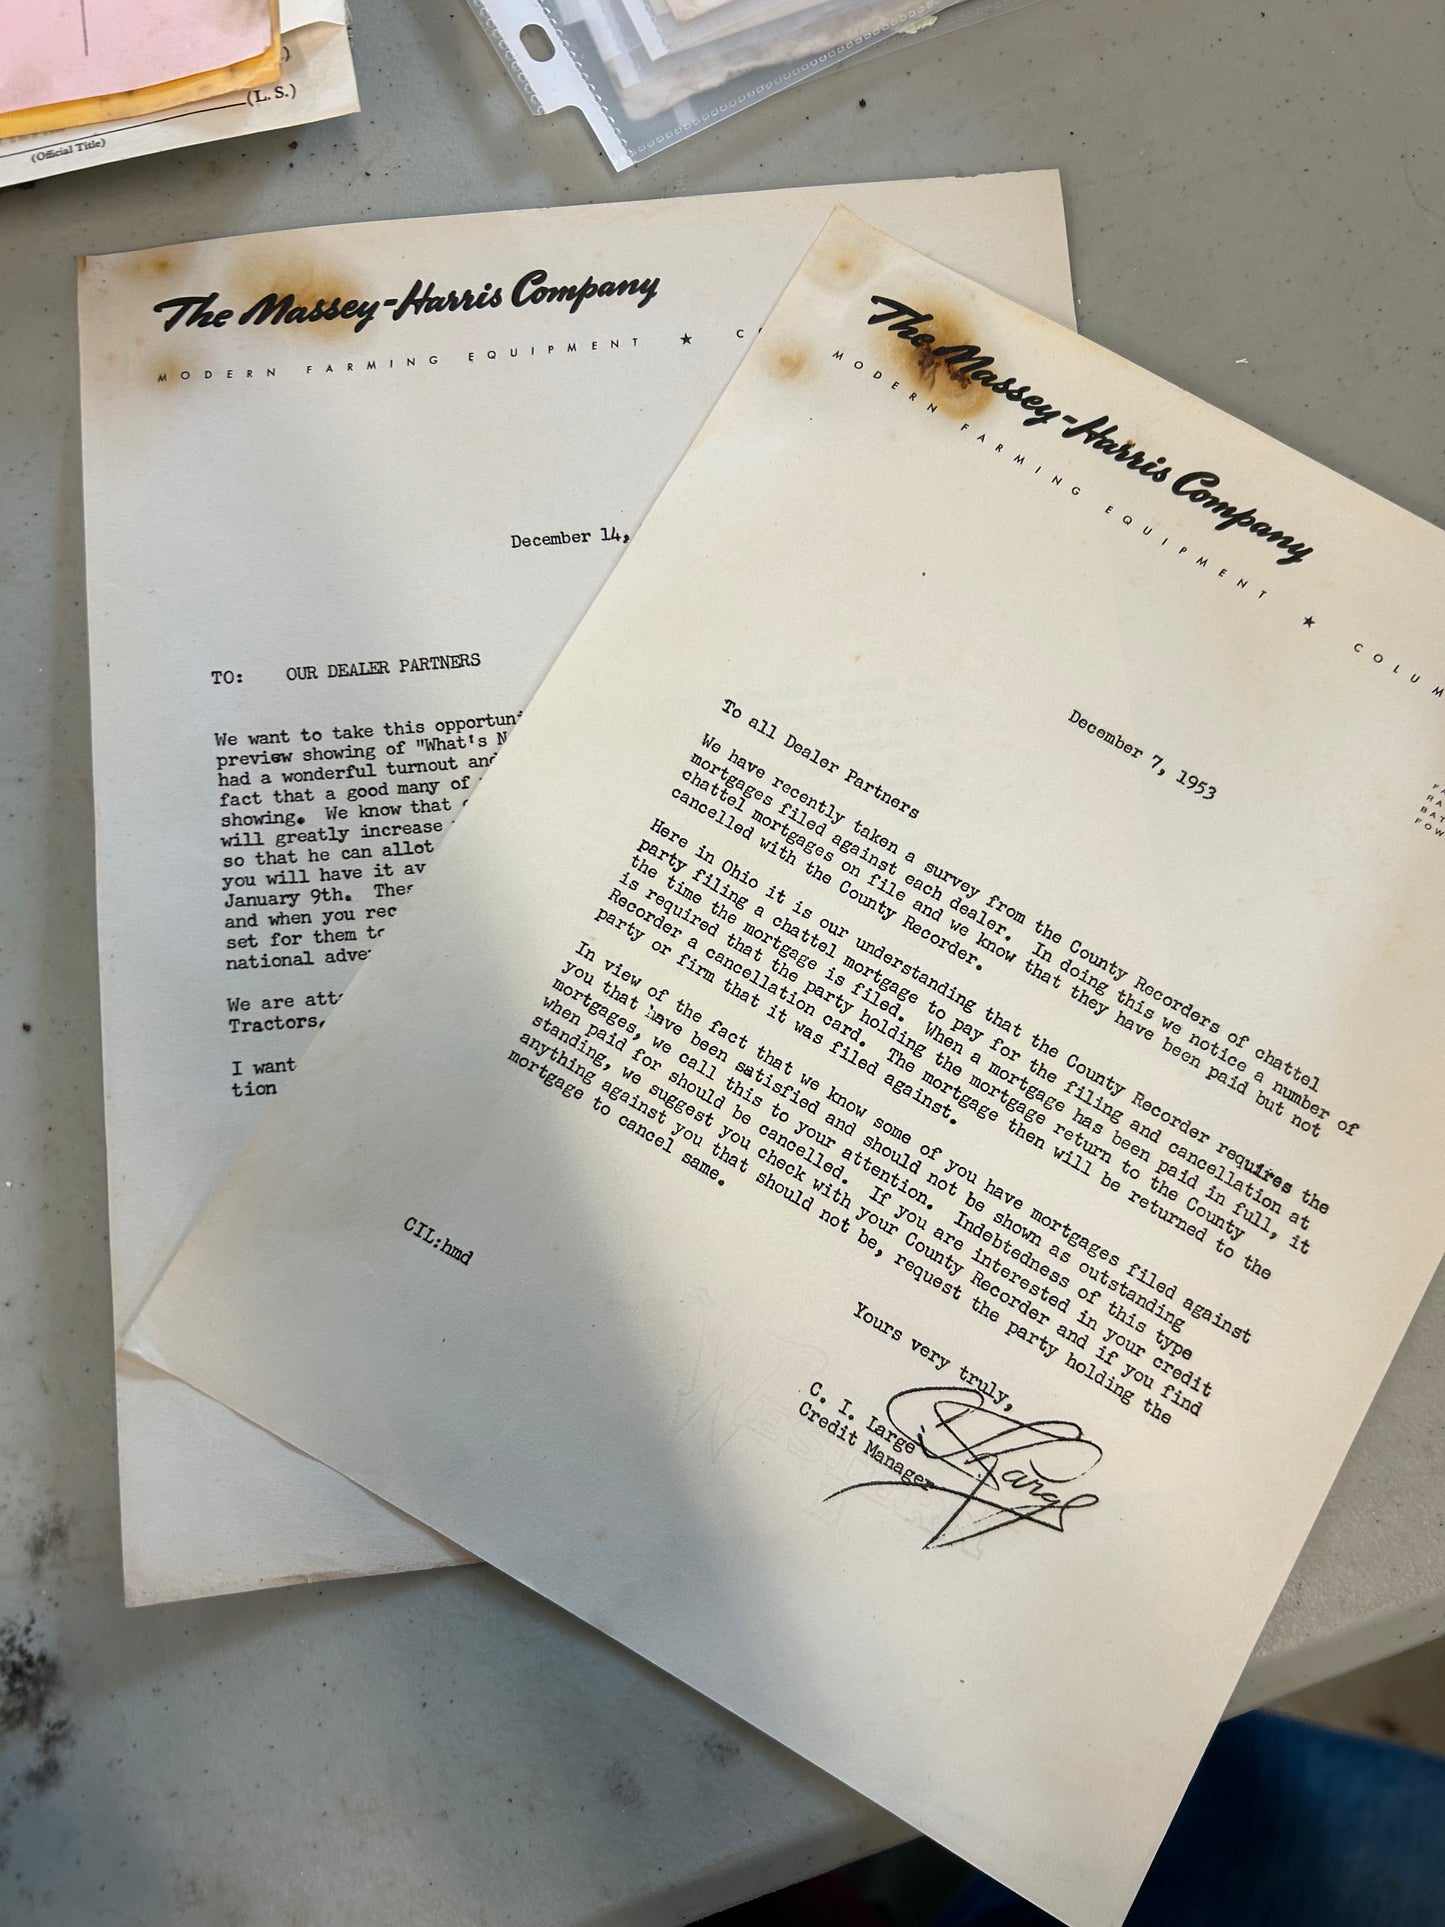 (L. S.)
(Official Title)
The Massey-Harris Company
MODERN FARMING EQUIPMENT ★
December 14,
TO: OUR DEALER PARTNERS
We want to take this
preview showing of "What's
had a wonderful turnout
fact that a good many of
showing. We know that
will greatly increase
so that he can allot
you will have it
January 9th.
and when you
set for them
national
We are
Tractors,
I want
tion
The Massey-Harris Company
MODERN FARMING EQUIPMENT ★ COLUM
December 7, 1953
To all Dealer Partners
We have recently taken a survey from the County Recorders of chattel
mortgages filed against each dealer. In doing this we notice a number of
chattel mortgages on file and we know that they have been paid but not
cancelled with the County Recorder.
Here in Ohio it is our understanding that the County Recorder requires the
party filing a chattel mortgage to pay for the filing and cancellation at
the time the mortgage is filed. When a mortgage has been paid in full, it
is required that the party holding the mortgage return to the County
Recorder a cancellation card. The mortgage then will be returned to the
party or firm that it was filed against.
In view of the fact that we know some of you have mortgages filed against
you that have been satisfied and should not be shown as outstanding
mortgages, we call this to your attention. Indebtedness of this type
when paid for should be cancelled. If you are interested in your credit
standing, we suggest you check with your County Recorder and if you find
anything against you that should not be, request the party holding the
mortgage to cancel same.
Yours very truly,
C. I. Large
Credit Manager
CIL:hmd